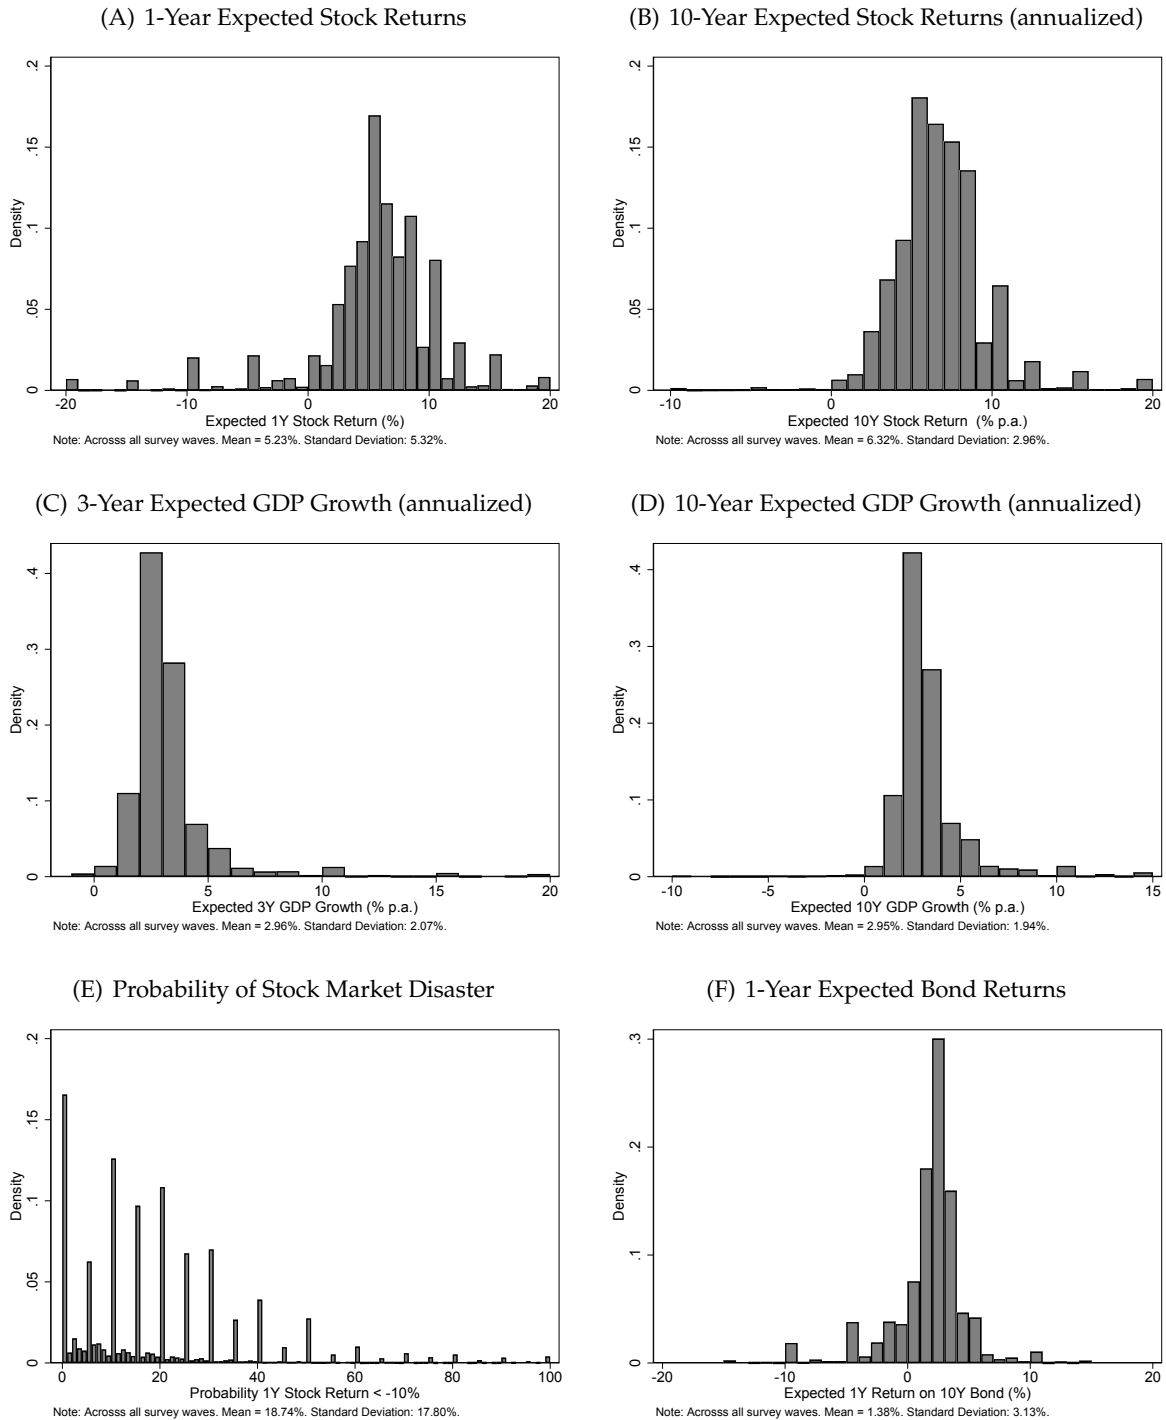 (A) 1-Year Expected Stock Returns
.2
.15
.1
.05
0
Density
-20 -10 0 10 20
Expected 1Y Stock Return (%)
Note: Acrosss all survey waves. Mean = 5.23%. Standard Deviation: 5.32%.
(B) 10-Year Expected Stock Returns (annualized)
.2
.15
.1
.05
0
Density
-10 0 10 20
Expected 10Y Stock Return (% p.a.)
Note: Acrosss all survey waves. Mean = 6.32%. Standard Deviation: 2.96%.
(C) 3-Year Expected GDP Growth (annualized)
.4
.3
.2
.1
0
Density
0 5 10 15 20
Expected 3Y GDP Growth (% p.a.)
Note: Acrosss all survey waves. Mean = 2.96%. Standard Deviation: 2.07%.
(D) 10-Year Expected GDP Growth (annualized)
.4
.3
.2
.1
0
Density
-10 -5 0 5 10 15
Expected 10Y GDP Growth (% p.a.)
Note: Acrosss all survey waves. Mean = 2.95%. Standard Deviation: 1.94%.
(E) Probability of Stock Market Disaster
.2
.15
.1
.05
0
Density
0 20 40 60 80 100
Probability 1Y Stock Return < -10%
Note: Acrosss all survey waves. Mean = 18.74%. Standard Deviation: 17.80%.
(F) 1-Year Expected Bond Returns
.3
.2
.1
0
Density
-20 -10 0 10 20
Expected 1Y Return on 10Y Bond (%)
Note: Acrosss all survey waves. Mean = 1.38%. Standard Deviation: 3.13%.